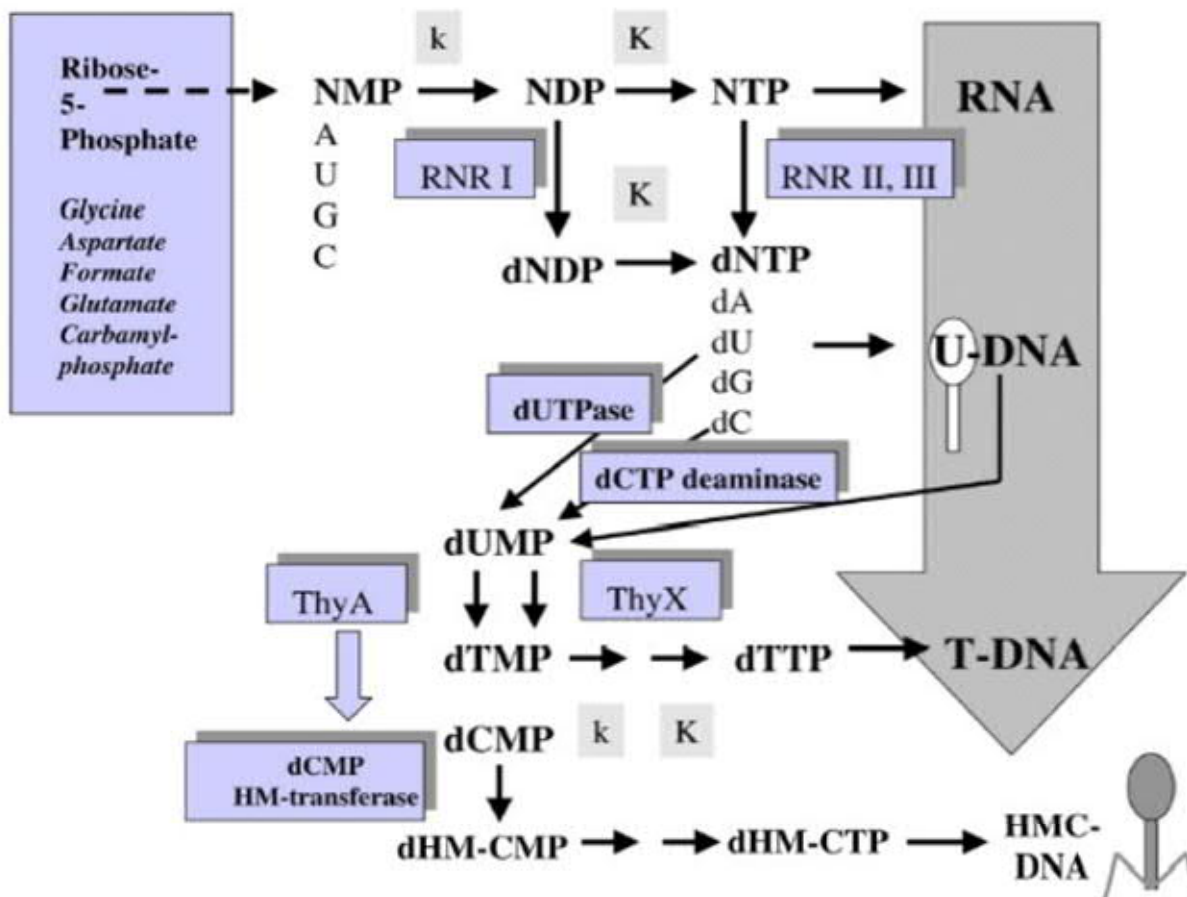 Ribose-
5-
Phosphate
Glycine
Aspartate
Formate
Glutamate
Carbamyl-
phosphate
k
K
NMP
NDP
NTP
RNA
A
U
G
C
RNR I
RNR II, III
K
dNDP
dNTP
dA
dU
dG
dC
U-DNA
dUTPase
dCTP deaminase
dUMP
ThyA
ThyX
dTMP
dTTP
T-DNA
dCMP
k
K
dCMP
HM-transferase
dHM-CMP
dHM-CTP
HMC-
DNA